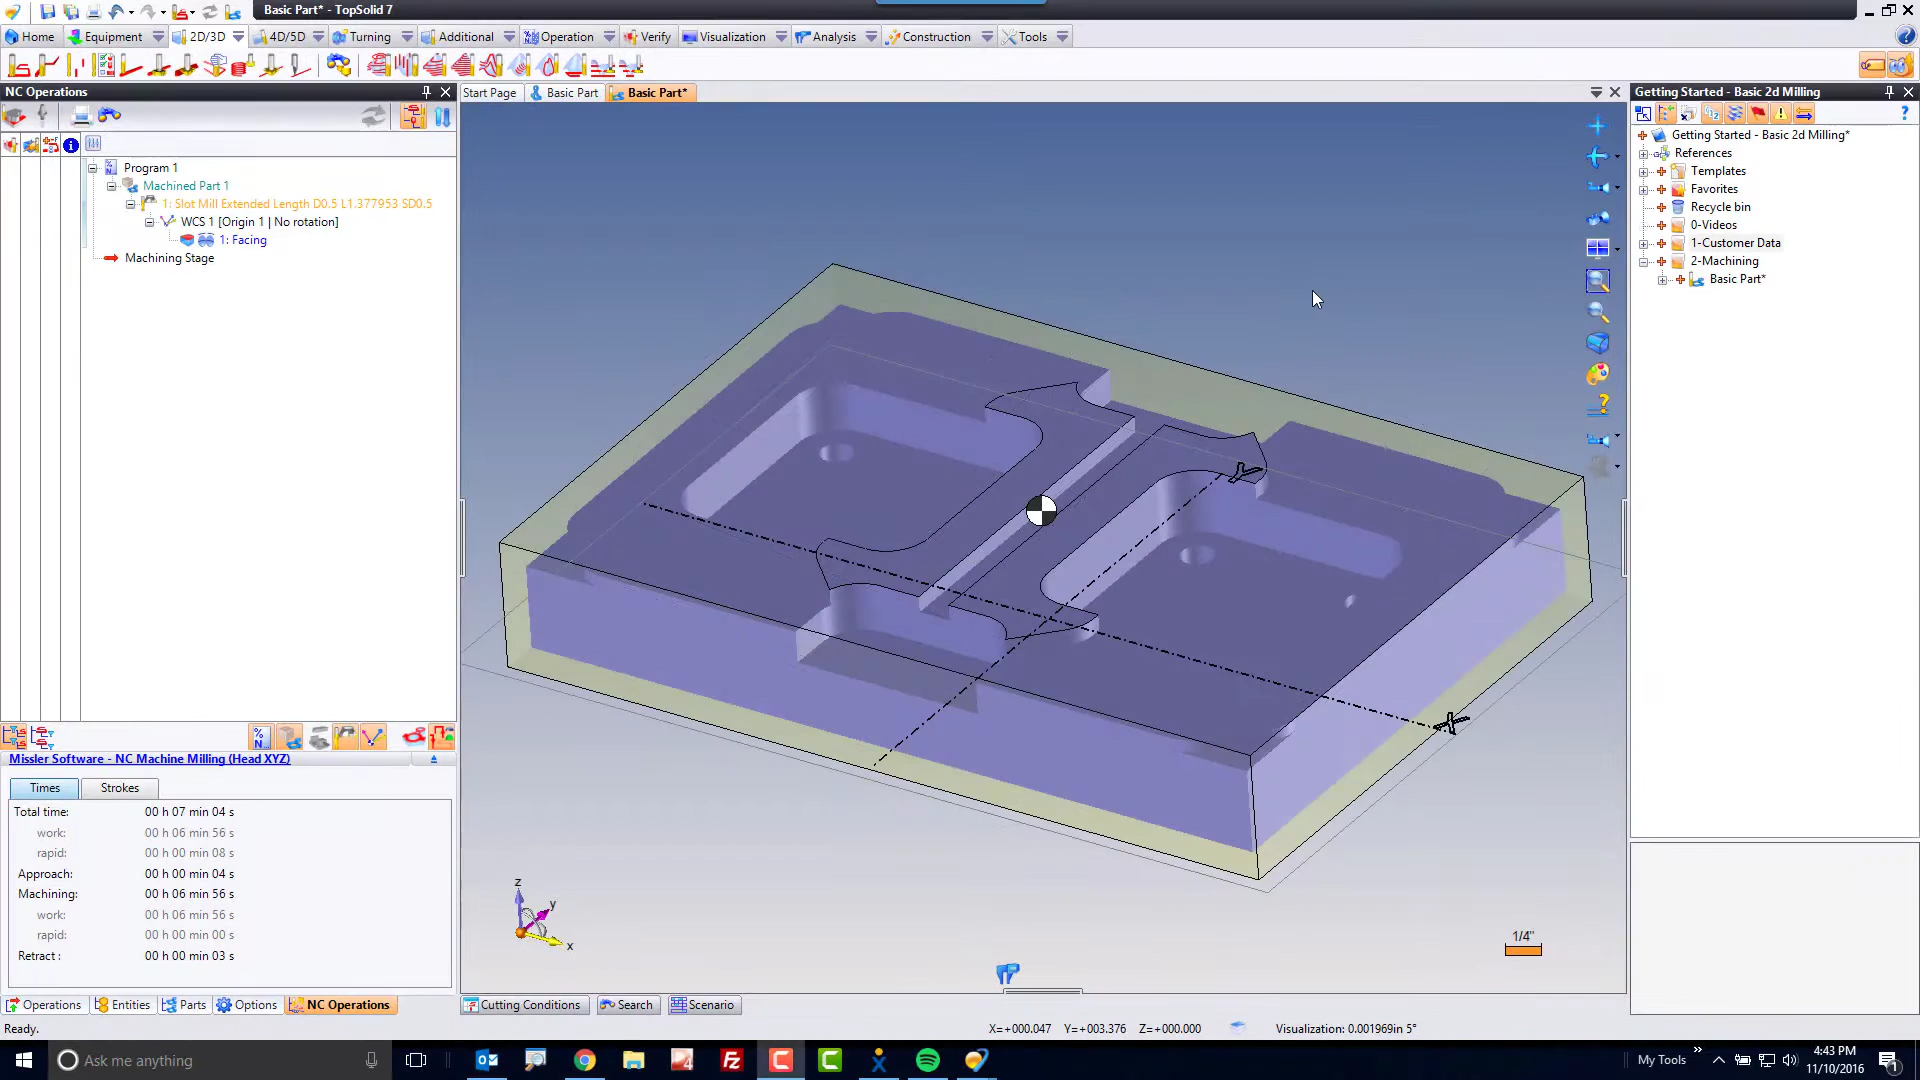 Basic Part* - TopSolid 7
Home Equipment 2D/3D 4D/5D Turning Additional Operation Verify Visualization Analysis Construction Tools
NC Operations
Start Page Basic Part Basic Part*
Getting Started - Basic 2d Milling
Program 1
Machined Part 1
1: Slot Mill Extended Length D0.5 L1.377953 SD0.5
WCS 1 [Origin 1 | No rotation]
1: Facing
Machining Stage
Getting Started - Basic 2d Milling*
References
Templates
Favorites
Recycle bin
0-Videos
1-Customer Data
2-Machining
Basic Part*
Y
X
Missler Software - NC Machine Milling (Head XYZ)
Times Strokes
Total time: 00 h 07 min 04 s
work: 00 h 06 min 56 s
rapid: 00 h 00 min 08 s
Approach: 00 h 00 min 04 s
Machining: 00 h 06 min 56 s
work: 00 h 06 min 56 s
rapid: 00 h 00 min 00 s
Retract : 00 h 00 min 03 s
z
y
x
1/4"
Operations Entities Parts Options NC Operations
Cutting Conditions Search Scenario
Ready.
X=+000.047 Y=+003.376 Z=+000.000 Visualization: 0.001969in 5°
Ask me anything
My Tools
4:43 PM
11/10/2016